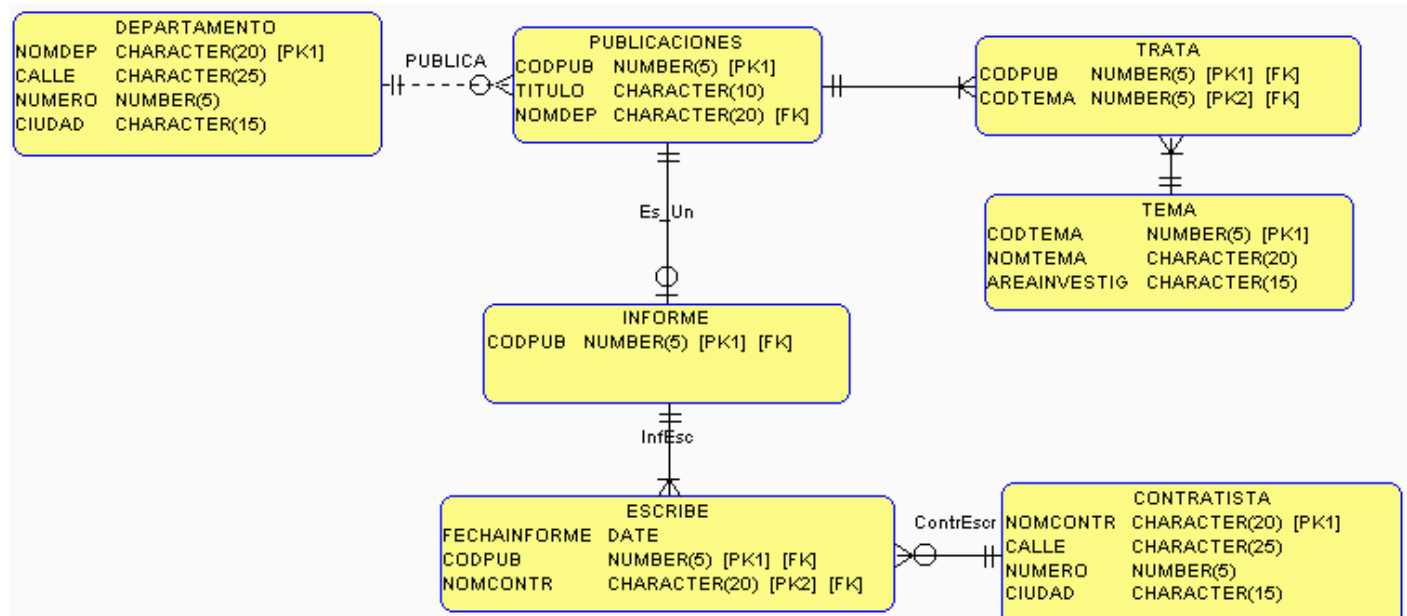 DEPARTAMENTO
NOMDEP CHARACTER(20) [PK1]
CALLE CHARACTER(25)
NUMERO NUMBER(5)
CIUDAD CHARACTER(15)
PUBLICA
PUBLICACIONES
CODPUB NUMBER(5) [PK1]
TITULO CHARACTER(10)
NOMDEP CHARACTER(20) [FK]
TRATA
CODPUB NUMBER(5) [PK1] [FK]
CODTEMA NUMBER(5) [PK2] [FK]
TEMA
CODTEMA NUMBER(5) [PK1]
NOMTEMA CHARACTER(20)
AREAINVESTIG CHARACTER(15)
Es_Un
INFORME
CODPUB NUMBER(5) [PK1] [FK]
InfEsc
ESCRIBE
FECHAINFORME DATE
CODPUB NUMBER(5) [PK1] [FK]
NOMCONTR CHARACTER(20) [PK2] [FK]
ContrEscr
CONTRATISTA
NOMCONTR CHARACTER(20) [PK1]
CALLE CHARACTER(25)
NUMERO NUMBER(5)
CIUDAD CHARACTER(15)